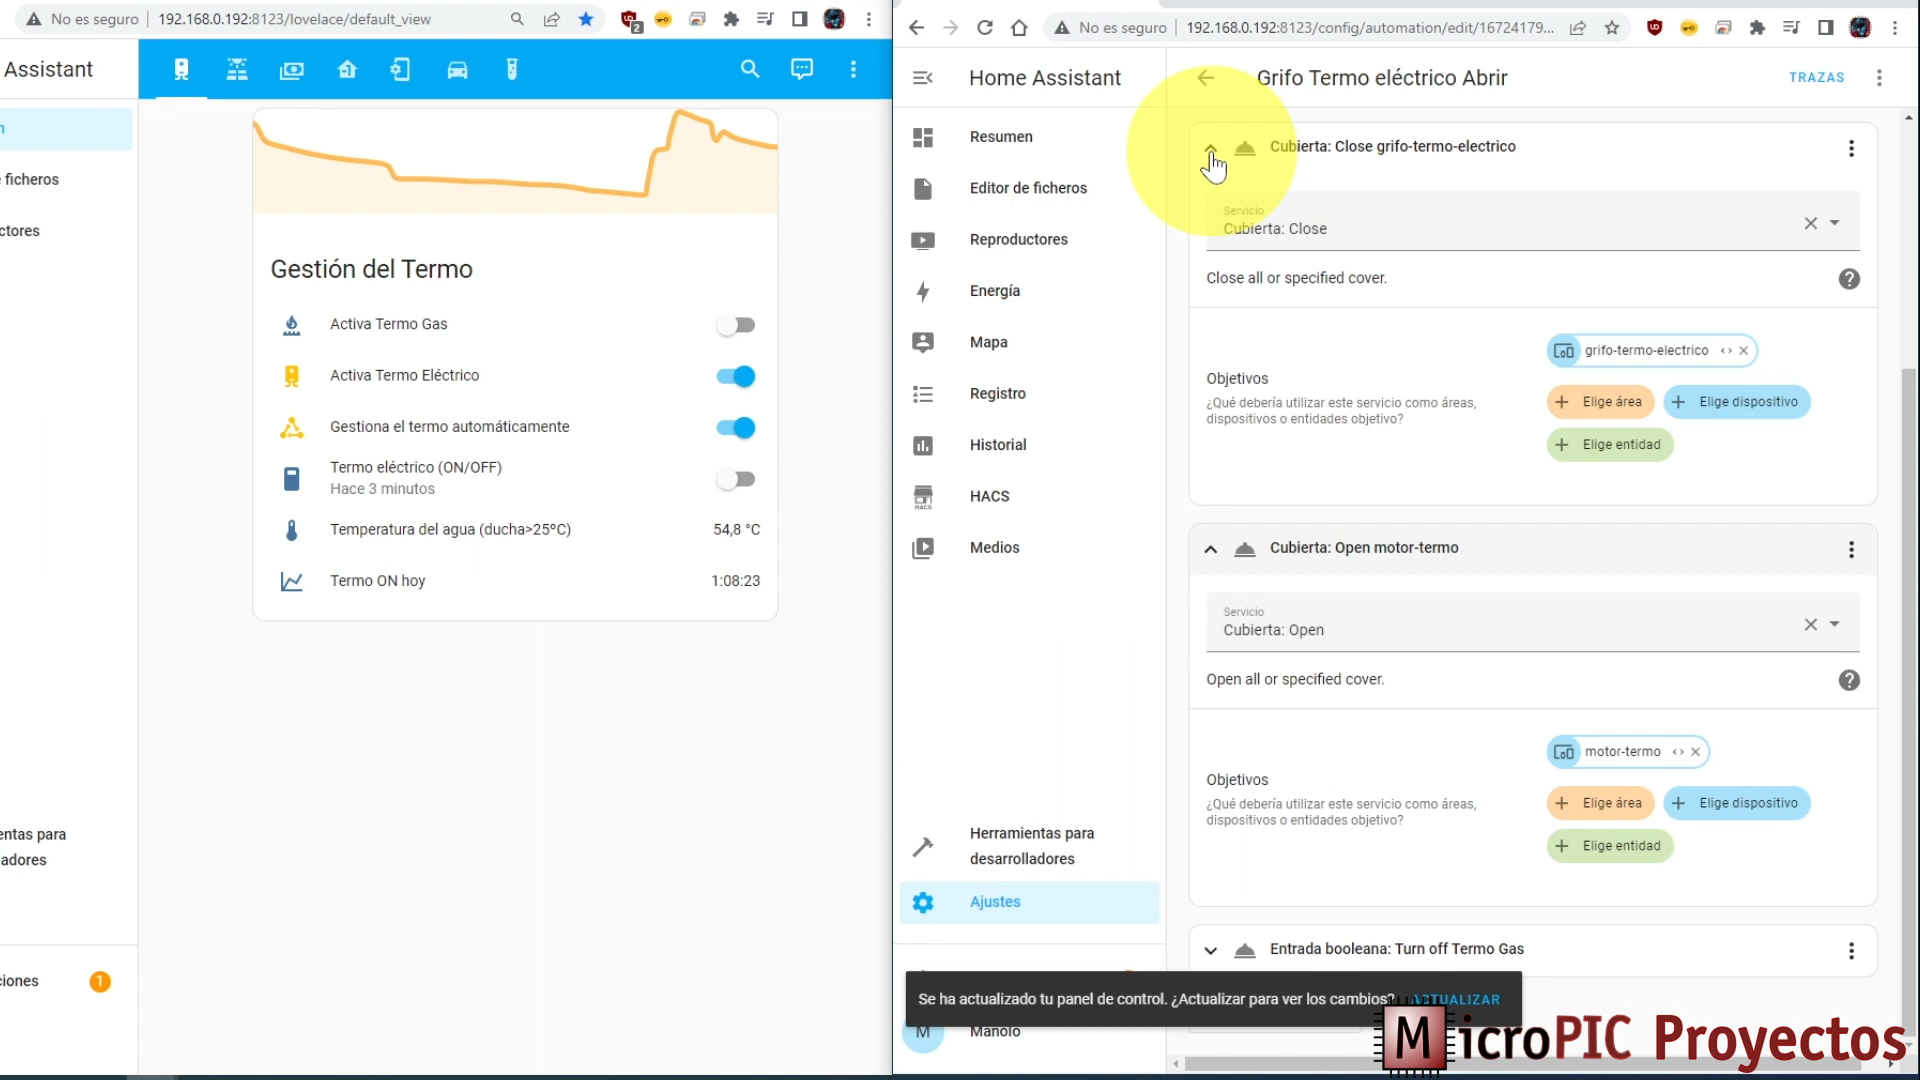 No es seguro
192.168.0.192:8123/lovelace/default_view
2
Assistant
n
ficheros
ctores
entas para
adores
iones
1
Gestión del Termo
Activa Termo Gas
Activa Termo Eléctrico
Gestiona el termo automáticamente
Termo eléctrico (ON/OFF)
Hace 3 minutos
Temperatura del agua (ducha>25ºC) 54,8 °C
Termo ON hoy 1:08:23
No es seguro
192.168.0.192:8123/config/automation/edit/16724179...
Home Assistant
Resumen
Editor de ficheros
Reproductores
Energía
Mapa
Registro
Historial
HACS
HACS
Medios
Herramientas para
desarrolladores
Ajustes
M
Manolo
Grifo Termo eléctrico Abrir
TRAZAS
Cubierta: Close grifo-termo-electrico
Servicio
Cubierta: Close
Close all or specified cover.
Objetivos
¿Qué debería utilizar este servicio como áreas,
dispositivos o entidades objetivo?
grifo-termo-electrico
Elige área
Elige dispositivo
Elige entidad
Cubierta: Open motor-termo
Servicio
Cubierta: Open
Open all or specified cover.
Objetivos
¿Qué debería utilizar este servicio como áreas,
dispositivos o entidades objetivo?
motor-termo
Elige área
Elige dispositivo
Elige entidad
Entrada booleana: Turn off Termo Gas
Se ha actualizado tu panel de control. ¿Actualizar para ver los cambios? ACTUALIZAR
MicroPIC Proyectos